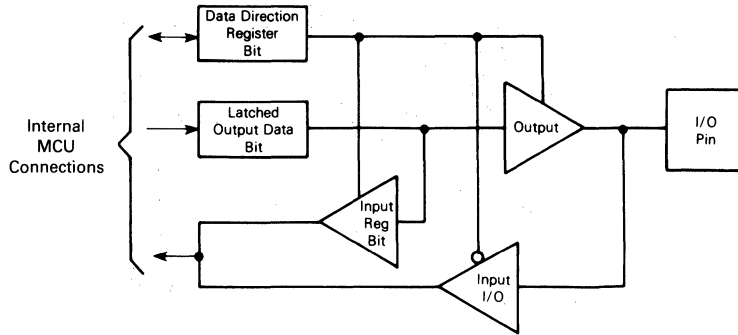 Data Direction
Register
Bit
Internal
MCU
Connections
Latched
Output Data
Bit
Output
I/O
Pin
Input
Reg
Bit
Input
I/O